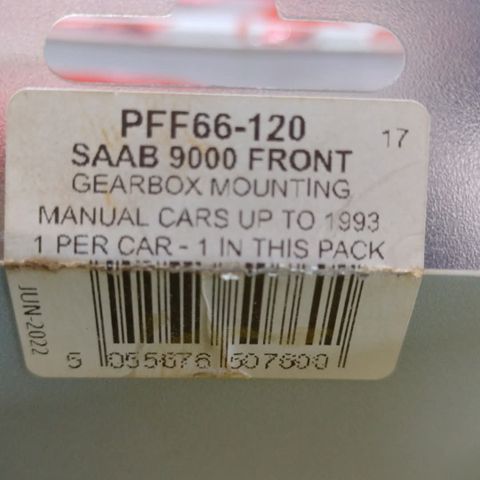 PFF66-120
17
SAAB 9000 FRONT
GEARBOX MOUNTING
MANUAL CARS UP TO 1993
1 PER CAR - 1 IN THIS PACK
JUN-2022
5 055676 507800